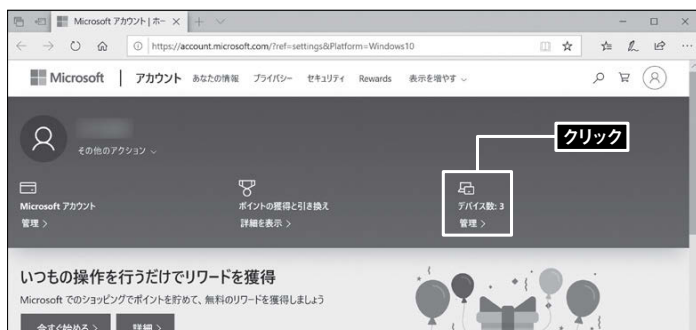 Microsoft アカウント | ホー
https://account.microsoft.com/?ref=settings&Platform=Windows10
Microsoft
アカウント あなたの情報 プライバシー セキュリティ Rewards 表示を増やす
その他のアクション
クリック
Microsoft アカウント
管理 >
ポイントの獲得と引き換え
詳細を表示 >
デバイス数: 3
管理 >
いつもの操作を行うだけでリワードを獲得
Microsoft でのショッピングでポイントを貯めて、無料のリワードを獲得しましょう
今すぐ始める > 詳細 >